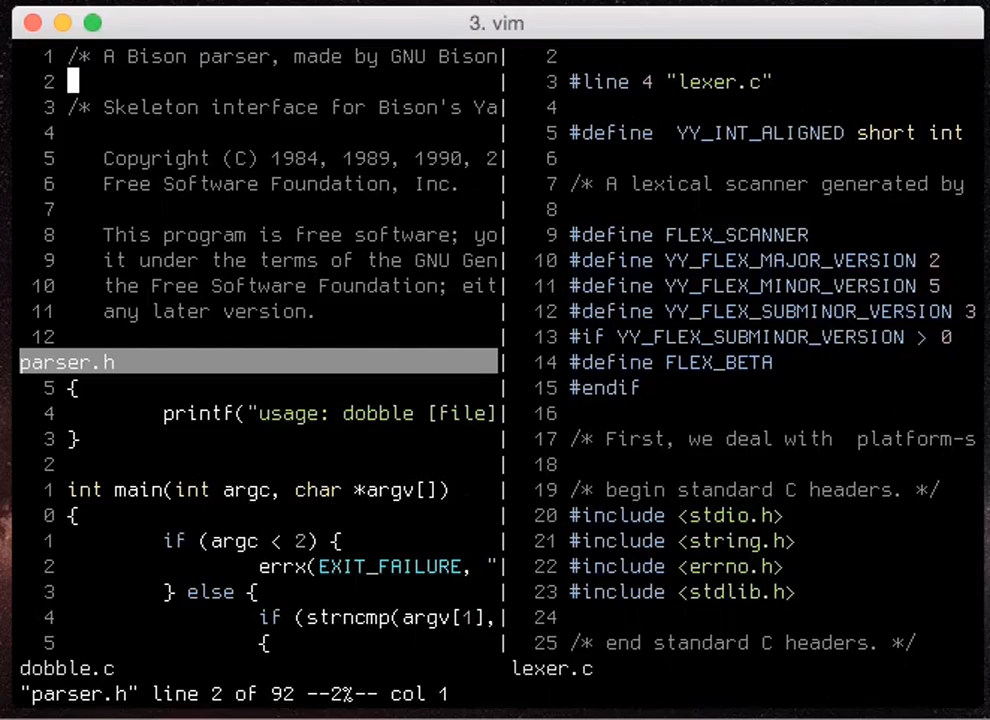 3. vim
1 /* A Bison parser, made by GNU Bison
2
3 /* Skeleton interface for Bison's Ya
4
5    Copyright (C) 1984, 1989, 1990, 2
6    Free Software Foundation, Inc.
7
8    This program is free software; yo
9    it under the terms of the GNU Gen
10    the Free Software Foundation; eit
11    any later version.
12
parser.h
5 {
4         printf("usage: dobble [file]
3 }
2
1 int main(int argc, char *argv[])
0 {
1         if (argc < 2) {
2                 errx(EXIT_FAILURE, "
3         } else {
4                 if (strncmp(argv[1],
5                 {
dobble.c
2
3 #line 4 "lexer.c"
4
5 #define  YY_INT_ALIGNED short int
6
7 /* A lexical scanner generated by
8
9 #define FLEX_SCANNER
10 #define YY_FLEX_MAJOR_VERSION 2
11 #define YY_FLEX_MINOR_VERSION 5
12 #define YY_FLEX_SUBMINOR_VERSION 3
13 #if YY_FLEX_SUBMINOR_VERSION > 0
14 #define FLEX_BETA
15 #endif
16
17 /* First, we deal with  platform-s
18
19 /* begin standard C headers. */
20 #include <stdio.h>
21 #include <string.h>
22 #include <errno.h>
23 #include <stdlib.h>
24
25 /* end standard C headers. */
lexer.c
"parser.h" line 2 of 92 --2%-- col 1